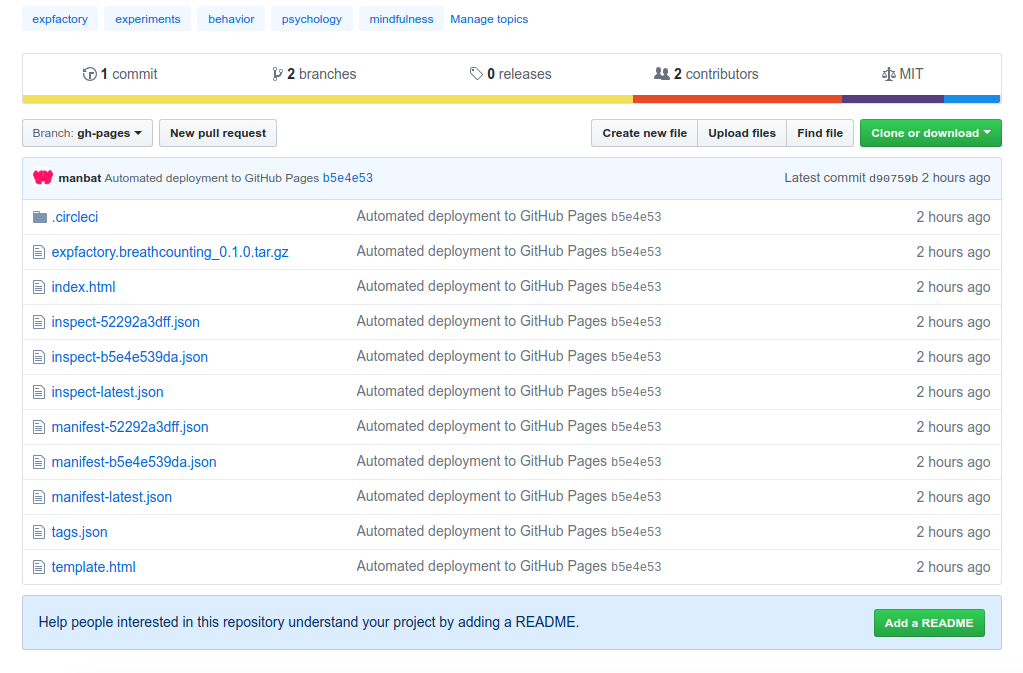 expfactory experiments behavior psychology mindfulness Manage topics
1 commit 2 branches 0 releases 2 contributors MIT
Branch: gh-pages New pull request Create new file Upload files Find file Clone or download
manbat Automated deployment to GitHub Pages b5e4e53 Latest commit d90759b 2 hours ago
.circleci Automated deployment to GitHub Pages b5e4e53 2 hours ago
expfactory.breathcounting_0.1.0.tar.gz Automated deployment to GitHub Pages b5e4e53 2 hours ago
index.html Automated deployment to GitHub Pages b5e4e53 2 hours ago
inspect-52292a3dff.json Automated deployment to GitHub Pages b5e4e53 2 hours ago
inspect-b5e4e539da.json Automated deployment to GitHub Pages b5e4e53 2 hours ago
inspect-latest.json Automated deployment to GitHub Pages b5e4e53 2 hours ago
manifest-52292a3dff.json Automated deployment to GitHub Pages b5e4e53 2 hours ago
manifest-b5e4e539da.json Automated deployment to GitHub Pages b5e4e53 2 hours ago
manifest-latest.json Automated deployment to GitHub Pages b5e4e53 2 hours ago
tags.json Automated deployment to GitHub Pages b5e4e53 2 hours ago
template.html Automated deployment to GitHub Pages b5e4e53 2 hours ago
Help people interested in this repository understand your project by adding a README. Add a README